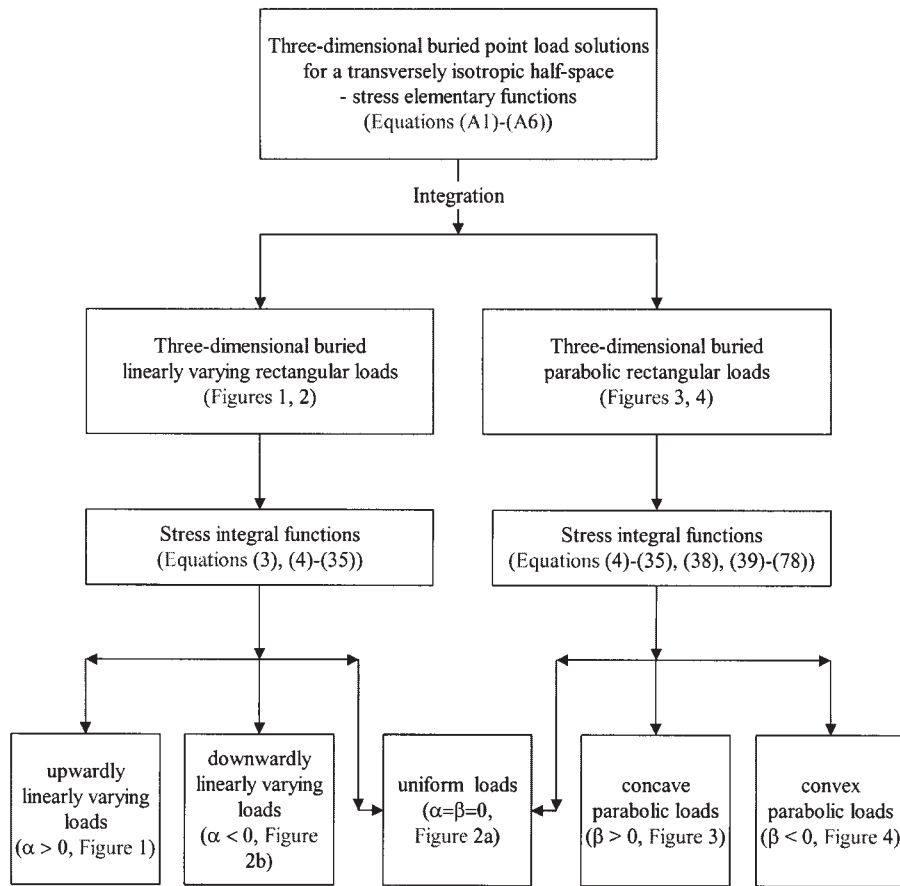 Three-dimensional buried point load solutions
for a transversely isotropic half-space
- stress elementary functions
(Equations (A1)-(A6))
Integration
Three-dimensional buried
linearly varying rectangular loads
(Figures 1, 2)
Three-dimensional buried
parabolic rectangular loads
(Figures 3, 4)
Stress integral functions
(Equations (3), (4)-(35))
Stress integral functions
(Equations (4)-(35), (38), (39)-(78))
upwardly
linearly varying
loads
(α > 0, Figure 1)
downwardly
linearly varying
loads
(α < 0, Figure
2b)
uniform loads
(α=β=0,
Figure 2a)
concave
parabolic loads
(β > 0, Figure 3)
convex
parabolic loads
(β < 0, Figure 4)